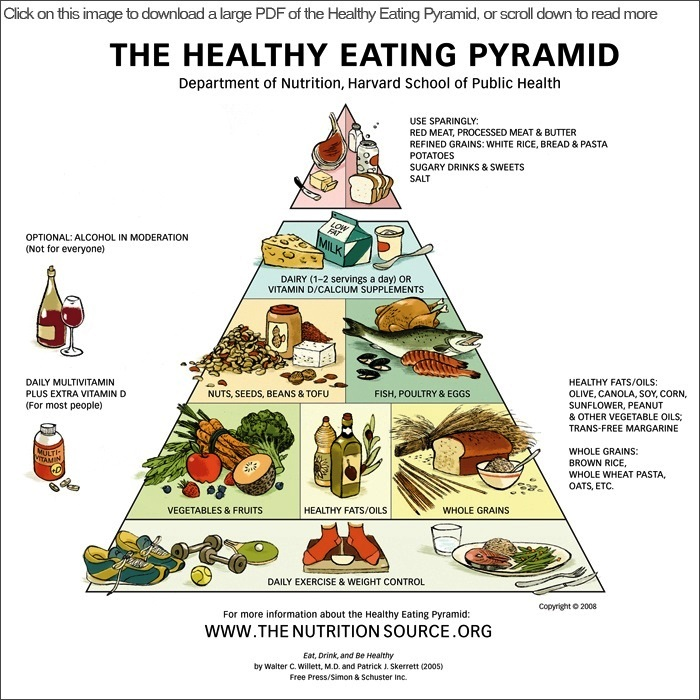 Click on this image to download a large PDF of the Healthy Eating Pyramid, or scroll down to read more
THE HEALTHY EATING PYRAMID
Department of Nutrition, Harvard School of Public Health
USE SPARINGLY:
RED MEAT, PROCESSED MEAT & BUTTER
REFINED GRAINS: WHITE RICE, BREAD & PASTA
POTATOES
SUGARY DRINKS & SWEETS
SALT
OPTIONAL: ALCOHOL IN MODERATION
(Not for everyone)
LOW
FAT
MILK
DAIRY (1–2 servings a day) OR
VITAMIN D/CALCIUM SUPPLEMENTS
NUTS, SEEDS, BEANS & TOFU
FISH, POULTRY & EGGS
DAILY MULTIVITAMIN
PLUS EXTRA VITAMIN D
(For most people)
MULTI-
VITAMIN
+D
HEALTHY FATS/OILS:
OLIVE, CANOLA, SOY, CORN,
SUNFLOWER, PEANUT
& OTHER VEGETABLE OILS;
TRANS-FREE MARGARINE
WHOLE GRAINS:
BROWN RICE,
WHOLE WHEAT PASTA,
OATS, ETC.
VEGETABLES & FRUITS
HEALTHY FATS/OILS
WHOLE GRAINS
DAILY EXERCISE & WEIGHT CONTROL
Copyright © 2008
For more information about the Healthy Eating Pyramid:
WWW.THENUTRITIONSOURCE.ORG
Eat, Drink, and Be Healthy
by Walter C. Willett, M.D. and Patrick J. Skerrett (2005)
Free Press/Simon & Schuster Inc.